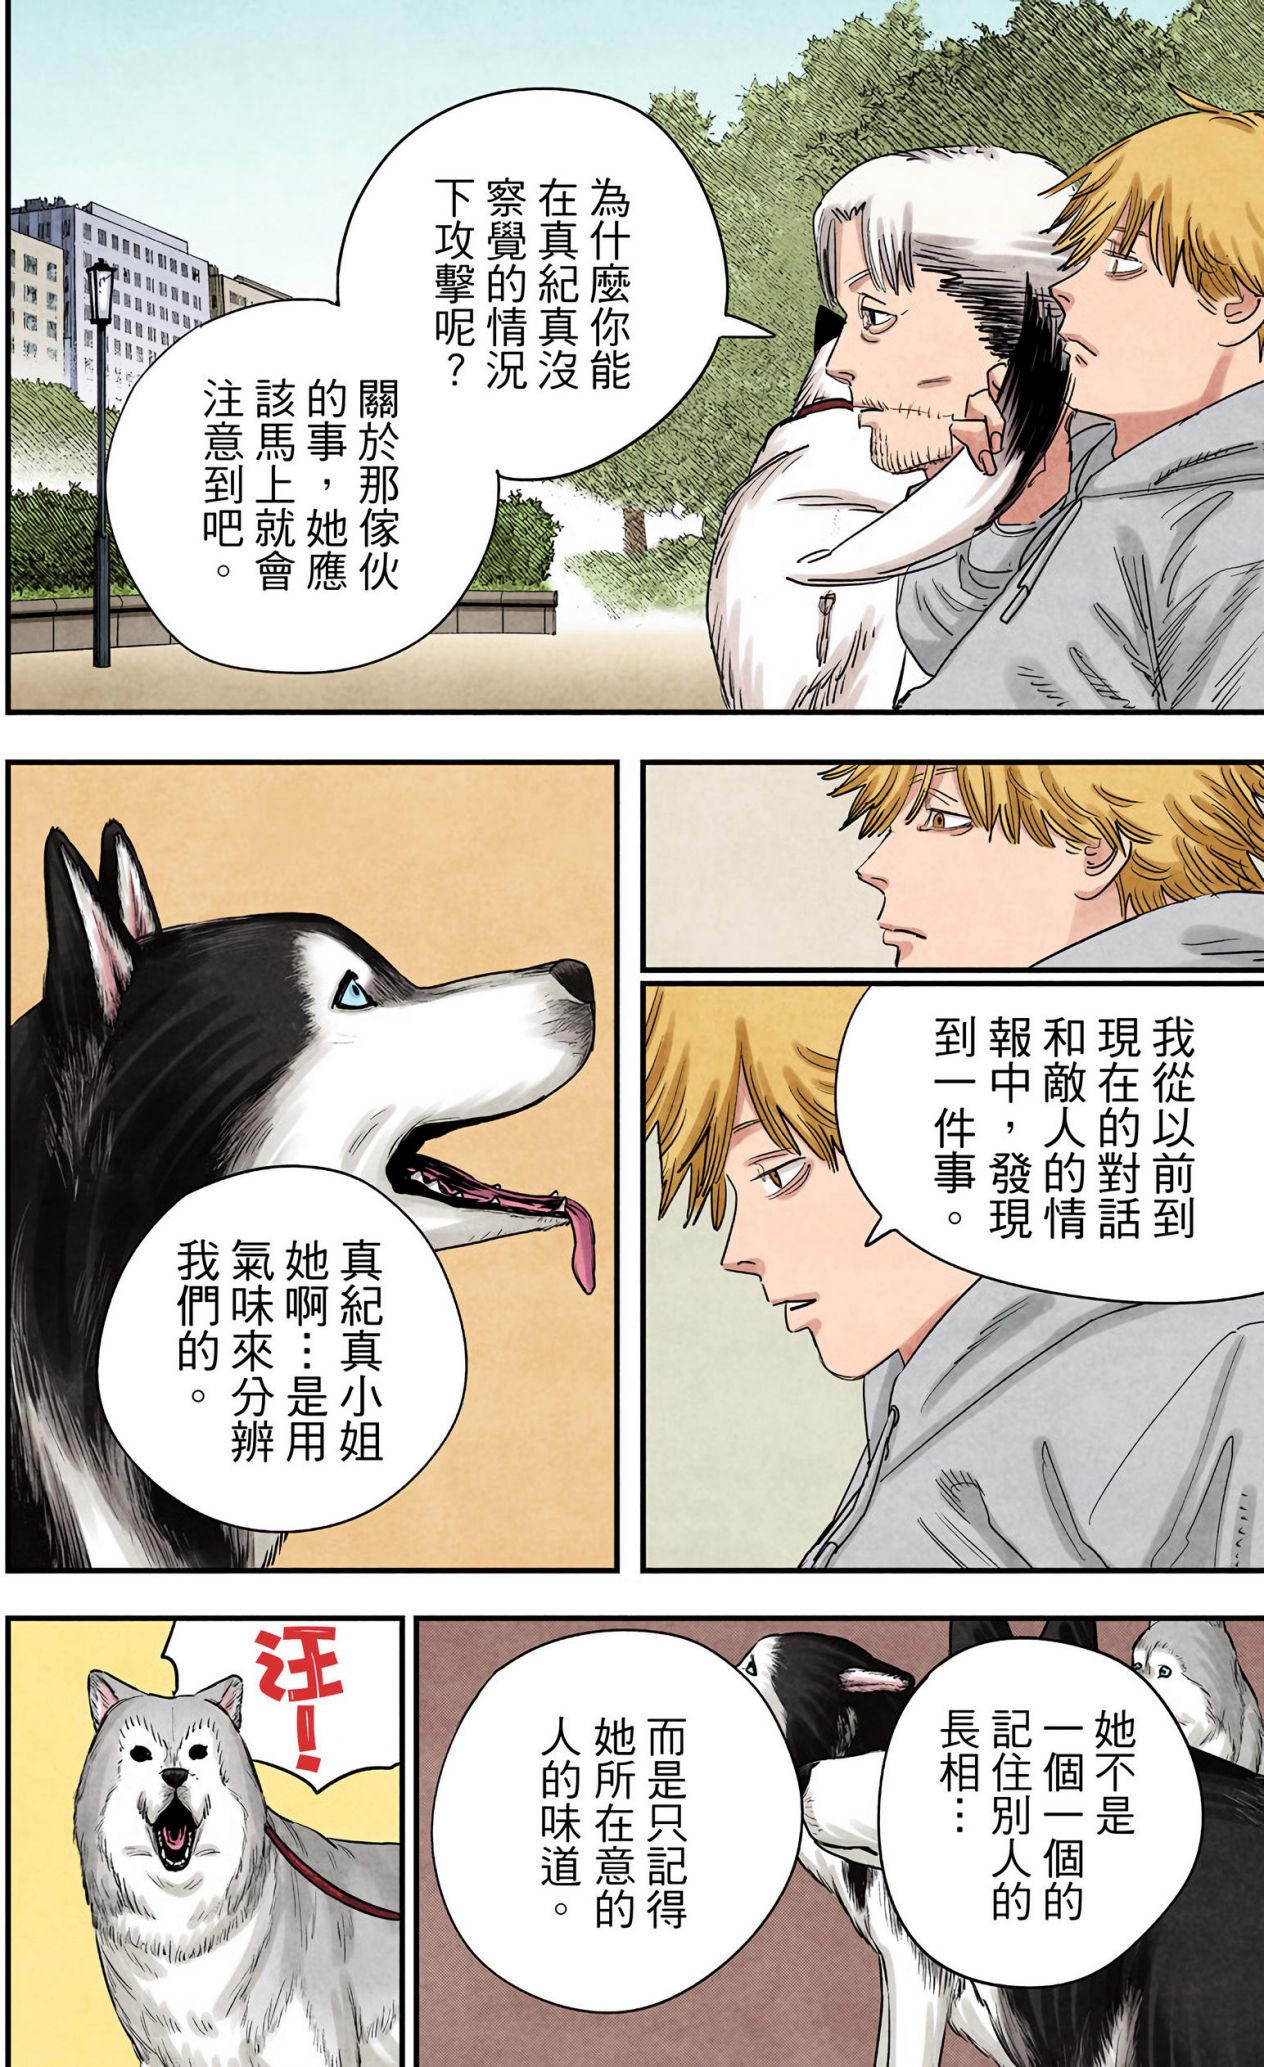 為什麼你能
在真紀真沒
察覺的情況
下攻擊呢？
關於那傢伙
的事，她應
該馬上就會
注意到吧。
我從以前到
現在的對話
和敵人的情
報中，發現
到一件事。
真紀真小姐
她啊…是用
氣味來分辨
我們的。
她不是
一個一個的
記住別人的
長相…
而是只記得
她所在意的
人的味道。
汪！